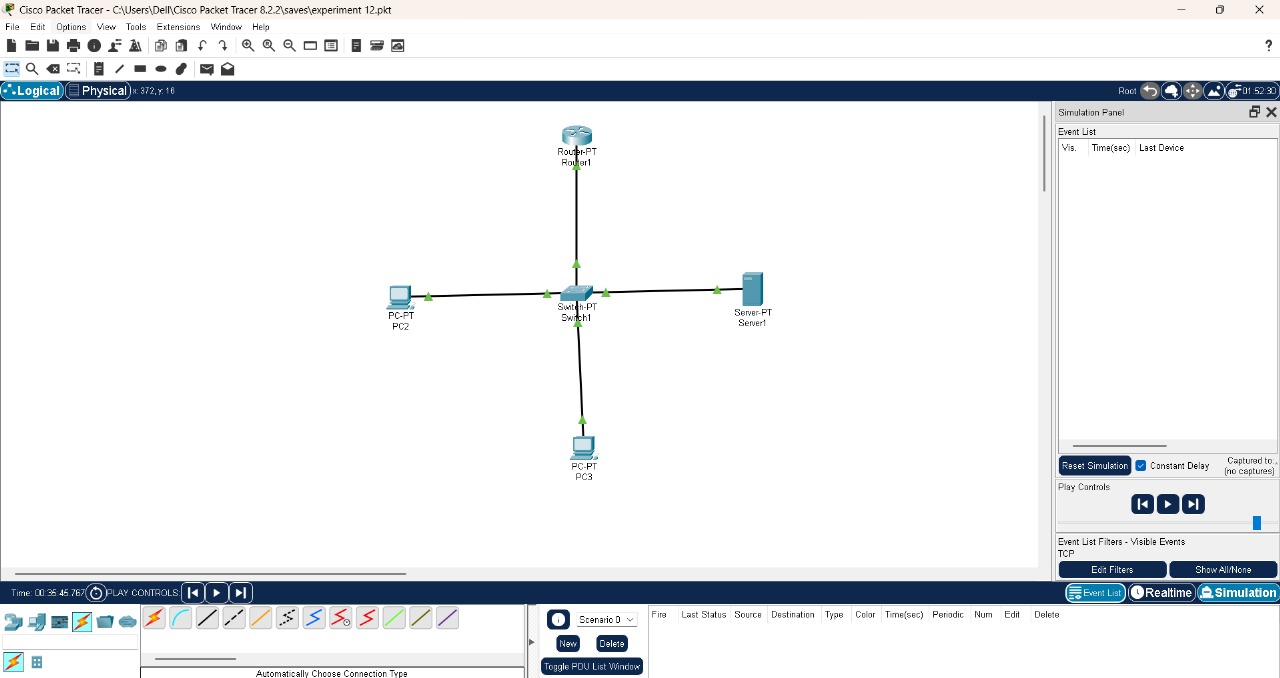 Cisco Packet Tracer - C:\Users\Dell\Cisco Packet Tracer 8.2.2\saves\experiment 12.pkt
File Edit Options View Tools Extensions Window Help
?
Logical Physical x: 372, y: 16 Root 01:52:30
Simulation Panel
Event List
Vis. Time(sec) Last Device
Router-PT
Router1
PC-PT
PC2
Switch-PT
Switch1
Server-PT
Server1
PC-PT
PC3
Reset Simulation Constant Delay Captured to:
(no captures)
Play Controls
Event List Filters - Visible Events
TCP
Edit Filters Show All/None
Time: 00:35:45.767 PLAY CONTROLS: Event List Realtime Simulation
Scenario 0 Fire Last Status Source Destination Type Color Time(sec) Periodic Num Edit Delete
New Delete
Toggle PDU List Window
Automatically Choose Connection Type